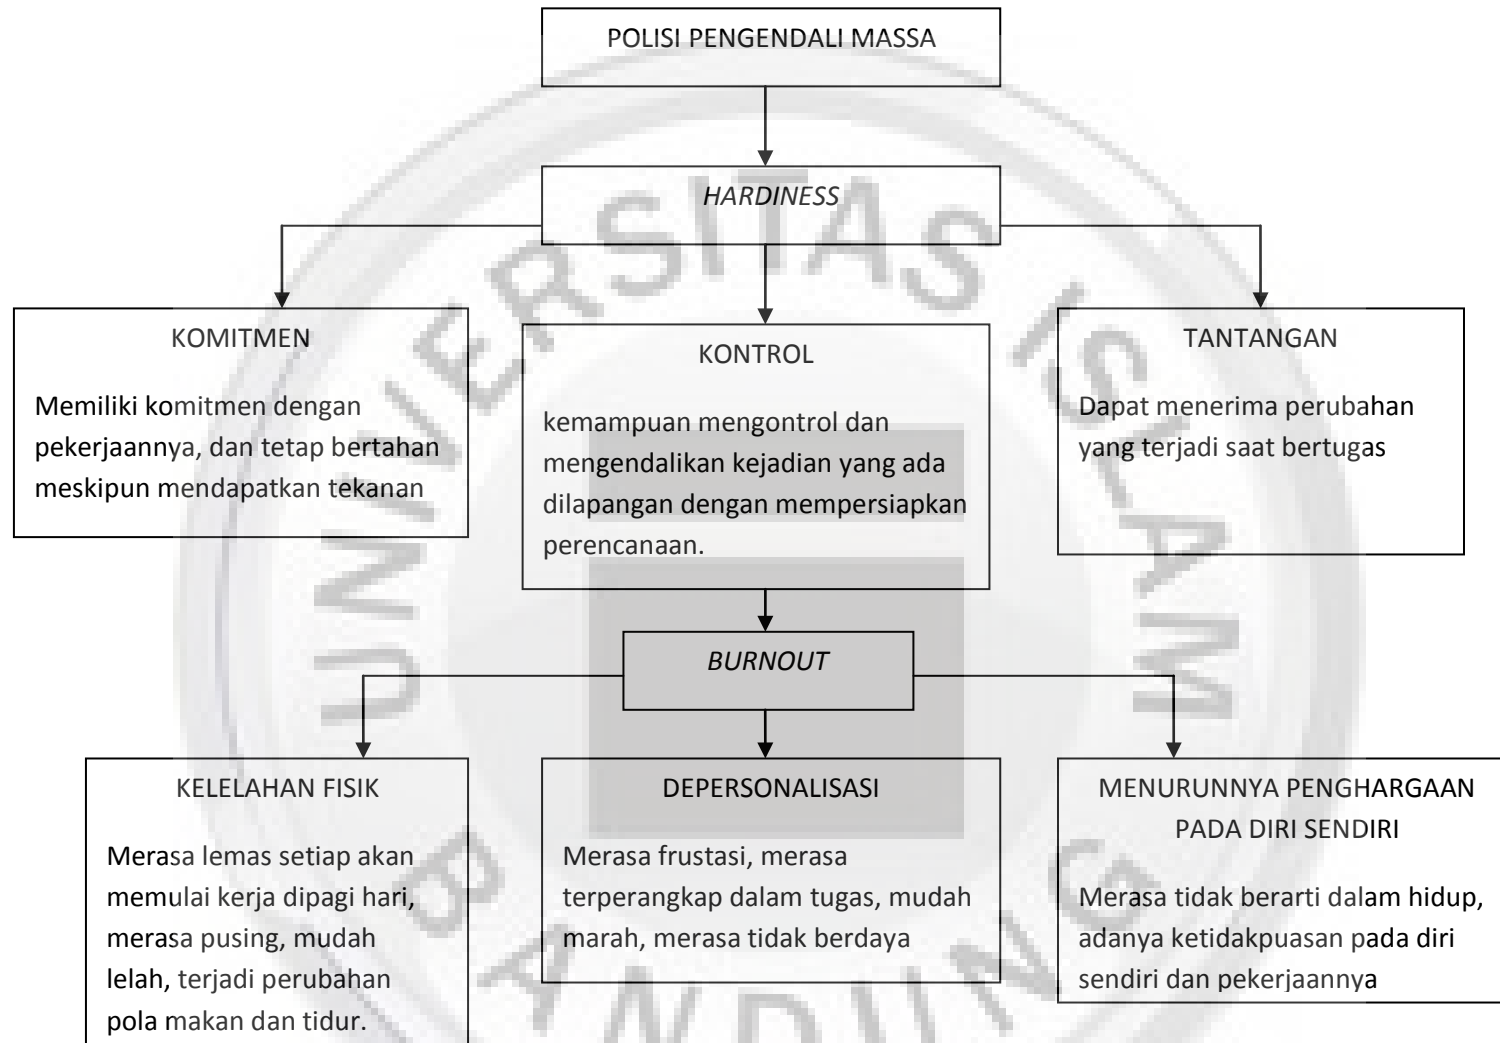 POLISI PENGENDALI MASSA
HARDINESS
KOMITMEN
Memiliki komitmen dengan
pekerjaannya, dan tetap bertahan
meskipun mendapatkan tekanan
KONTROL
kemampuan mengontrol dan
mengendalikan kejadian yang ada
dilapangan dengan mempersiapkan
perencanaan.
TANTANGAN
Dapat menerima perubahan
yang terjadi saat bertugas
BURNOUT
KELELAHAN FISIK
Merasa lemas setiap akan
memulai kerja dipagi hari,
merasa pusing, mudah
lelah, terjadi perubahan
pola makan dan tidur.
DEPERSONALISASI
Merasa frustasi, merasa
terperangkap dalam tugas, mudah
marah, merasa tidak berdaya
MENURUNNYA PENGHARGAAN
PADA DIRI SENDIRI
Merasa tidak berarti dalam hidup,
adanya ketidakpuasan pada diri
sendiri dan pekerjaannya
UNIVERSITAS ISLAM
BANDUNG